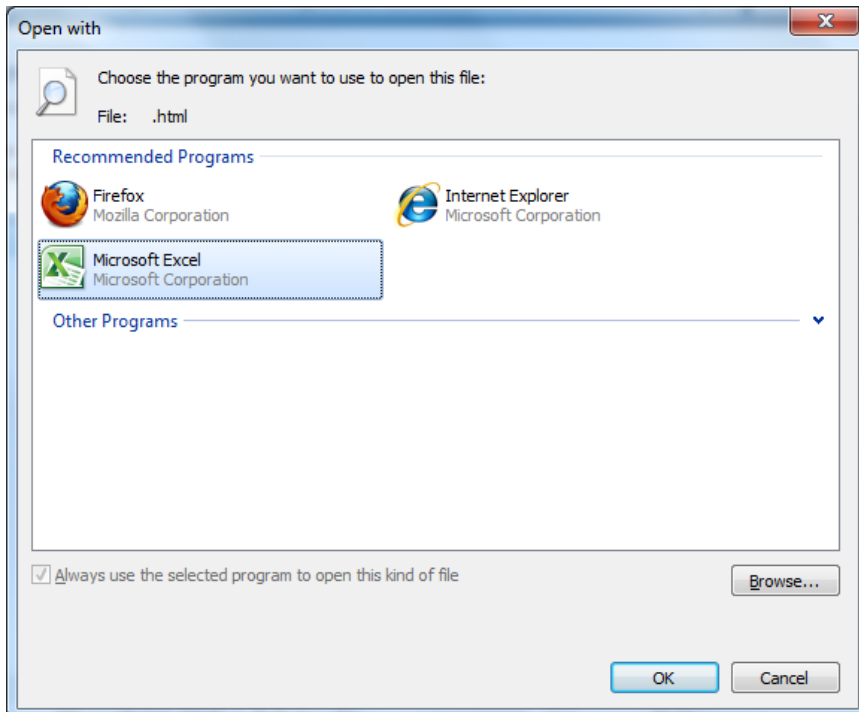 Open with
Choose the program you want to use to open this file:
File: .html
Recommended Programs
Firefox
Mozilla Corporation
Internet Explorer
Microsoft Corporation
Microsoft Excel
Microsoft Corporation
Other Programs
Always use the selected program to open this kind of file
Browse...
OK
Cancel